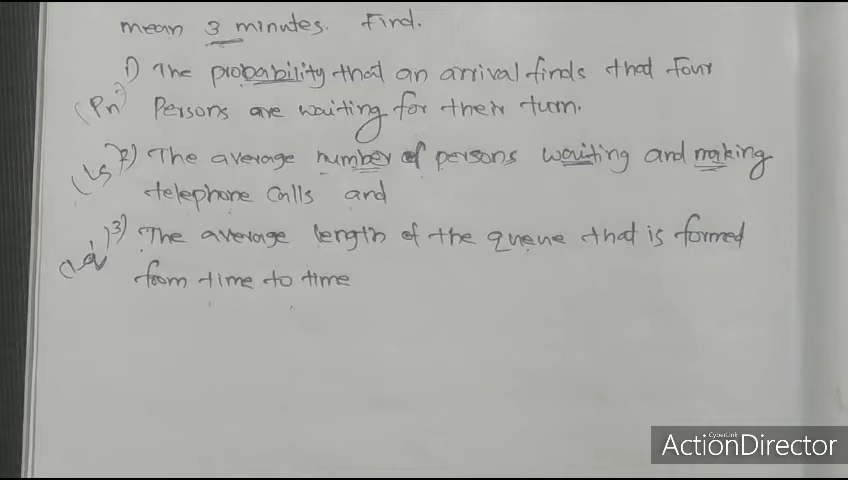 mean 3 minutes. Find.
1) The probability that an arrival finds that Four
(Pn) Persons are waiting for their turn.
(Ls) 2) The average number of persons waiting and making
telephone calls and
3) The average length of the queue that is formed
from time to time
CyberLink
ActionDirector